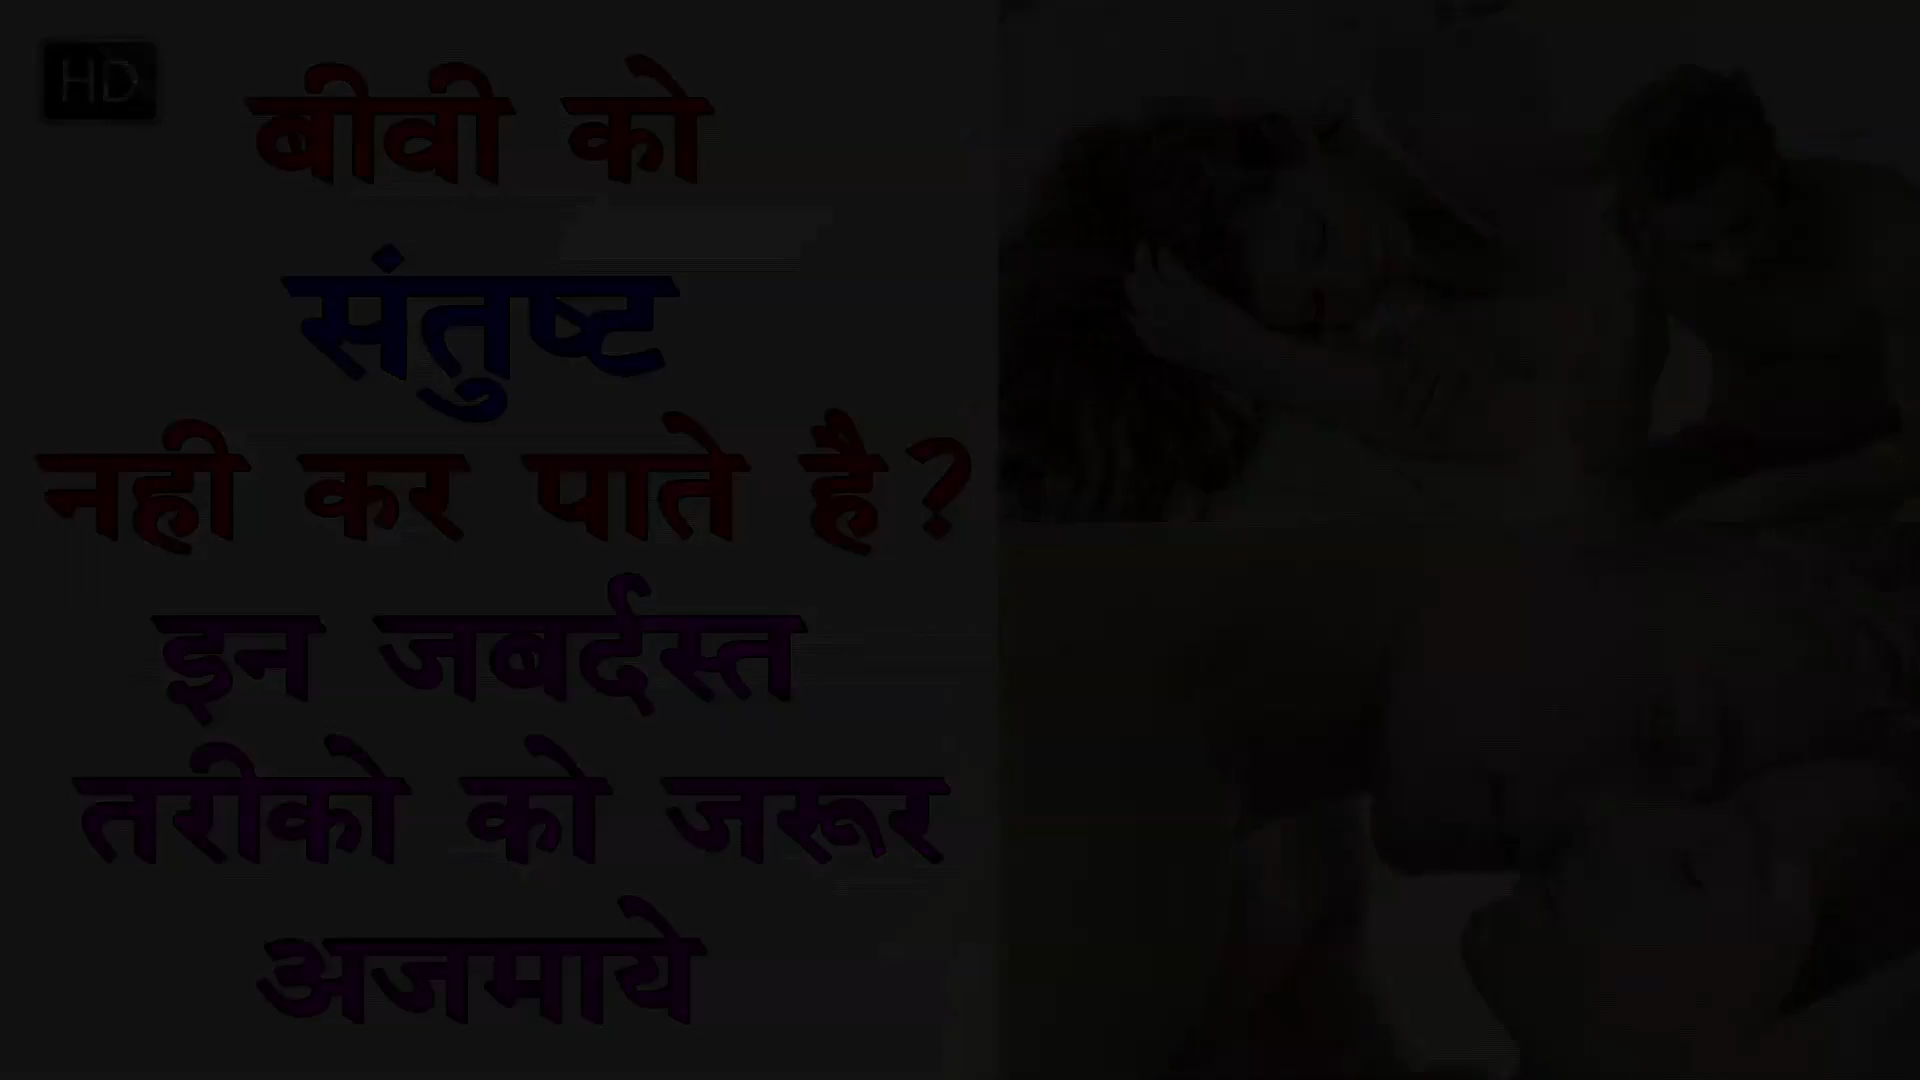 HD
बीवी को
संतुष्ट
नही कर पाते है?
इन जबर्दस्त
तरीको को जरूर
अजमाये